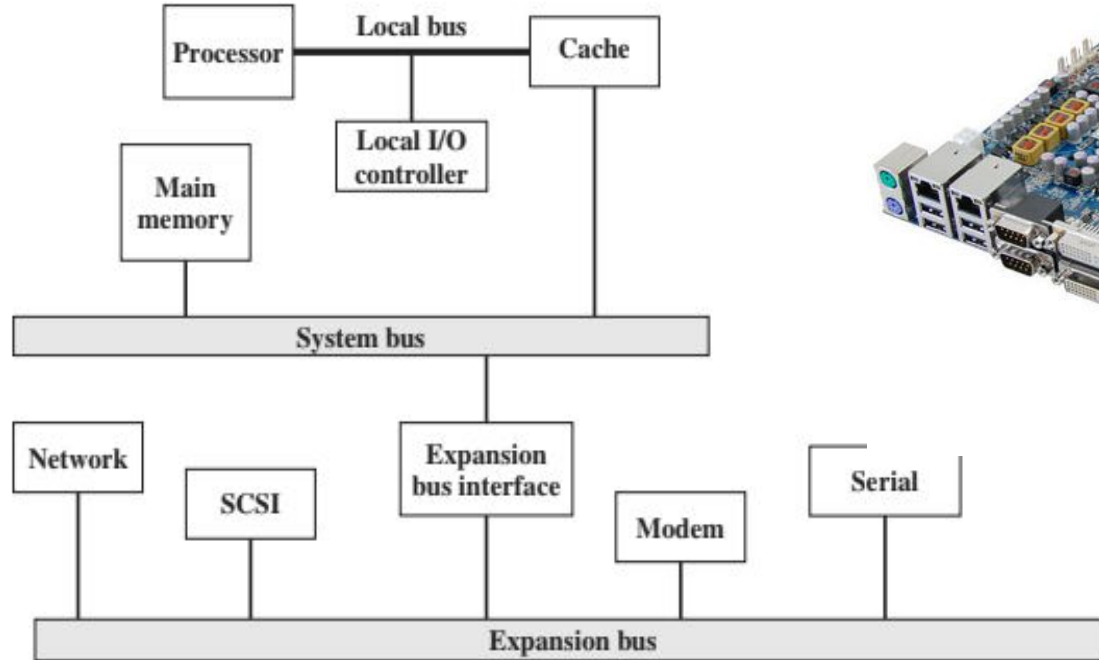 Local bus
Processor
Cache
Local I/O
controller
Main
memory
System bus
Network
SCSI
Expansion
bus interface
Modem
Serial
Expansion bus